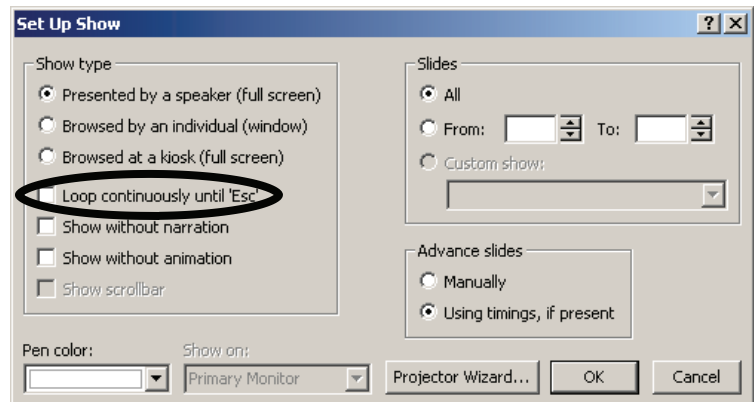 Set Up Show
Show type
Presented by a speaker (full screen)
Browsed by an individual (window)
Browsed at a kiosk (full screen)
Loop continuously until 'Esc'
Show without narration
Show without animation
Show scrollbar
Slides
All
From: To:
Custom show:
Advance slides
Manually
Using timings, if present
Pen color:
Show on:
Primary Monitor
Projector Wizard...
OK
Cancel